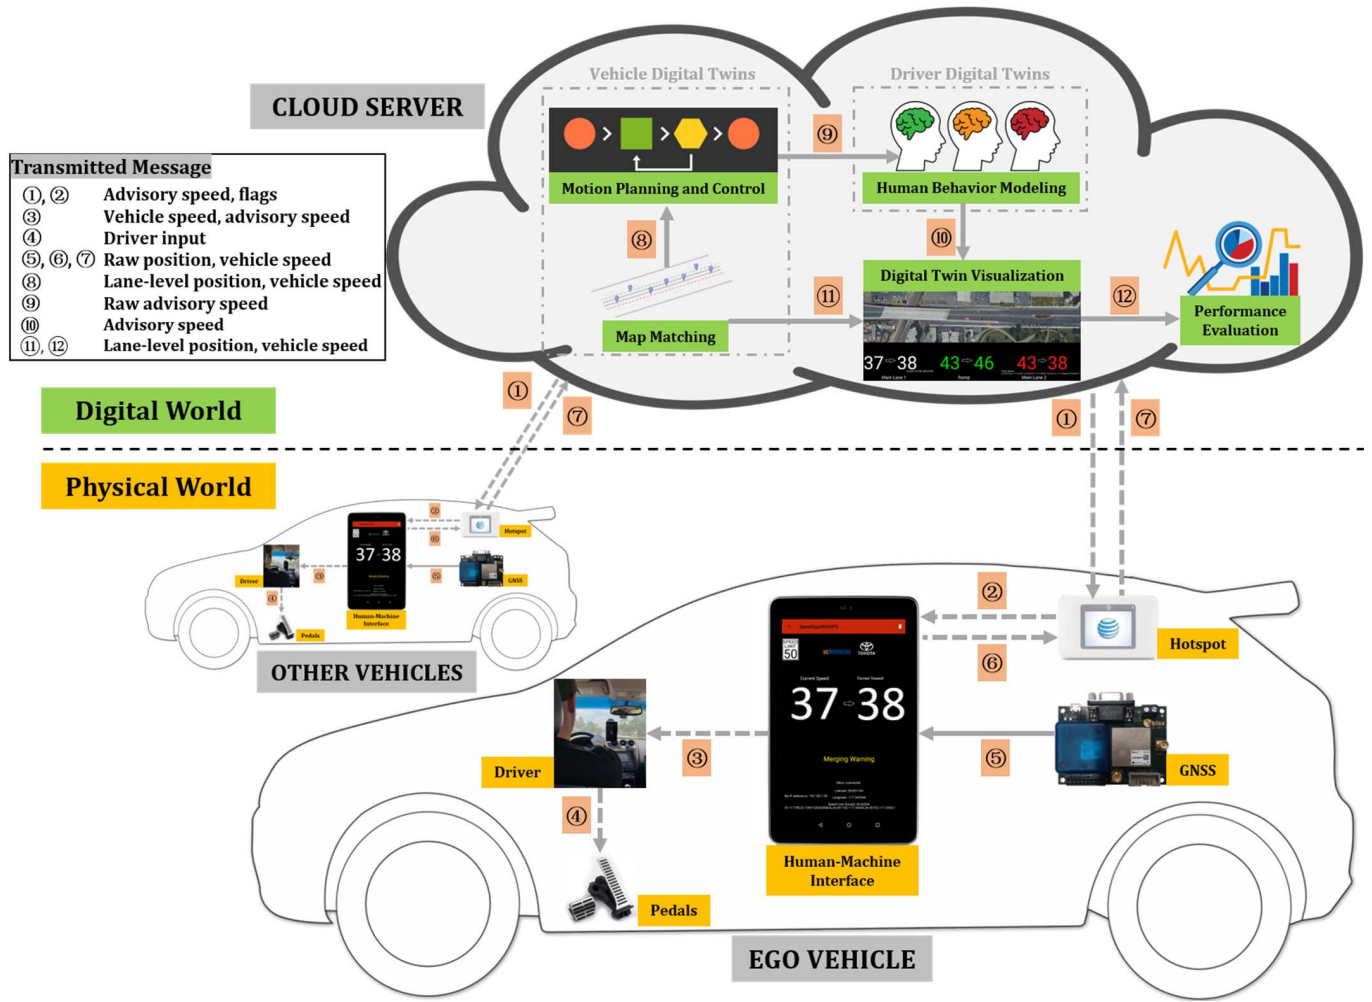 Vehicle Digital Twins
Driver Digital Twins
CLOUD SERVER
⑨
Motion Planning and Control
Human Behavior Modeling
Transmitted Message
①, ② Advisory speed, flags
③ Vehicle speed, advisory speed
④ Driver input
⑤, ⑥, ⑦ Raw position, vehicle speed
⑧ Lane-level position, vehicle speed
⑨ Raw advisory speed
⑩ Advisory speed
⑪, ⑫ Lane-level position, vehicle speed
⑧
⑩
Digital Twin Visualization
⑪
⑫
Map Matching
Performance
Evaluation
37⇨38
43⇨46
43⇨38
Main Lane 1
Ramp
Main Lane 2
①
⑦
①
⑦
Digital World
Physical World
②
⑥
Hotspot
37 38
Merging Warning
Driver
③
⑤
GNSS
④
Human-Machine
Interface
Pedals
OTHER VEHICLES
②
⑥
Hotspot
SPEED
LIMIT
50
TOYOTA
Current Speed
37⇨38
Driver
③
⑤
GNSS
④
Merging Warning
Human-Machine
Interface
Pedals
EGO VEHICLE